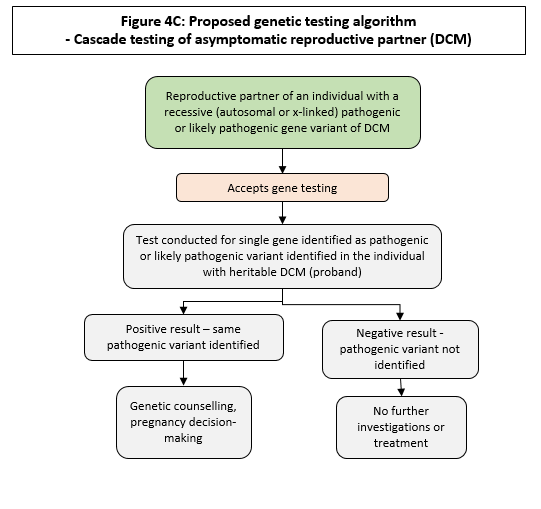 Figure 4C: Proposed genetic testing algorithm
- Cascade testing of asymptomatic reproductive partner (DCM)
Reproductive partner of an individual with a
recessive (autosomal or x-linked) pathogenic
or likely pathogenic gene variant of DCM
Accepts gene testing
Test conducted for single gene identified as pathogenic
or likely pathogenic variant identified in the individual
with heritable DCM (proband)
Positive result – same
pathogenic variant identified
Negative result -
pathogenic variant not
identified
Genetic counselling,
pregnancy decision-
making
No further
investigations or
treatment